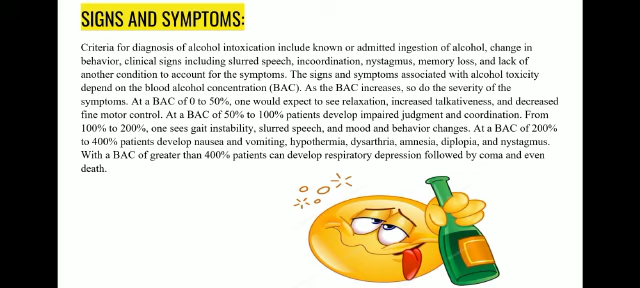 SIGNS AND SYMPTOMS:
Criteria for diagnosis of alcohol intoxication include known or admitted ingestion of alcohol, change in
behavior, clinical signs including slurred speech, incoordination, nystagmus, memory loss, and lack of
another condition to account for the symptoms. The signs and symptoms associated with alcohol toxicity
depend on the blood alcohol concentration (BAC). As the BAC increases, so do the severity of the
symptoms. At a BAC of 0 to 50%, one would expect to see relaxation, increased talkativeness, and decreased
fine motor control. At a BAC of 50% to 100% patients develop impaired judgment and coordination. From
100% to 200%, one sees gait instability, slurred speech, and mood and behavior changes. At a BAC of 200%
to 400% patients develop nausea and vomiting, hypothermia, dysarthria, amnesia, diplopia, and nystagmus.
With a BAC of greater than 400% patients can develop respiratory depression followed by coma and even
death.